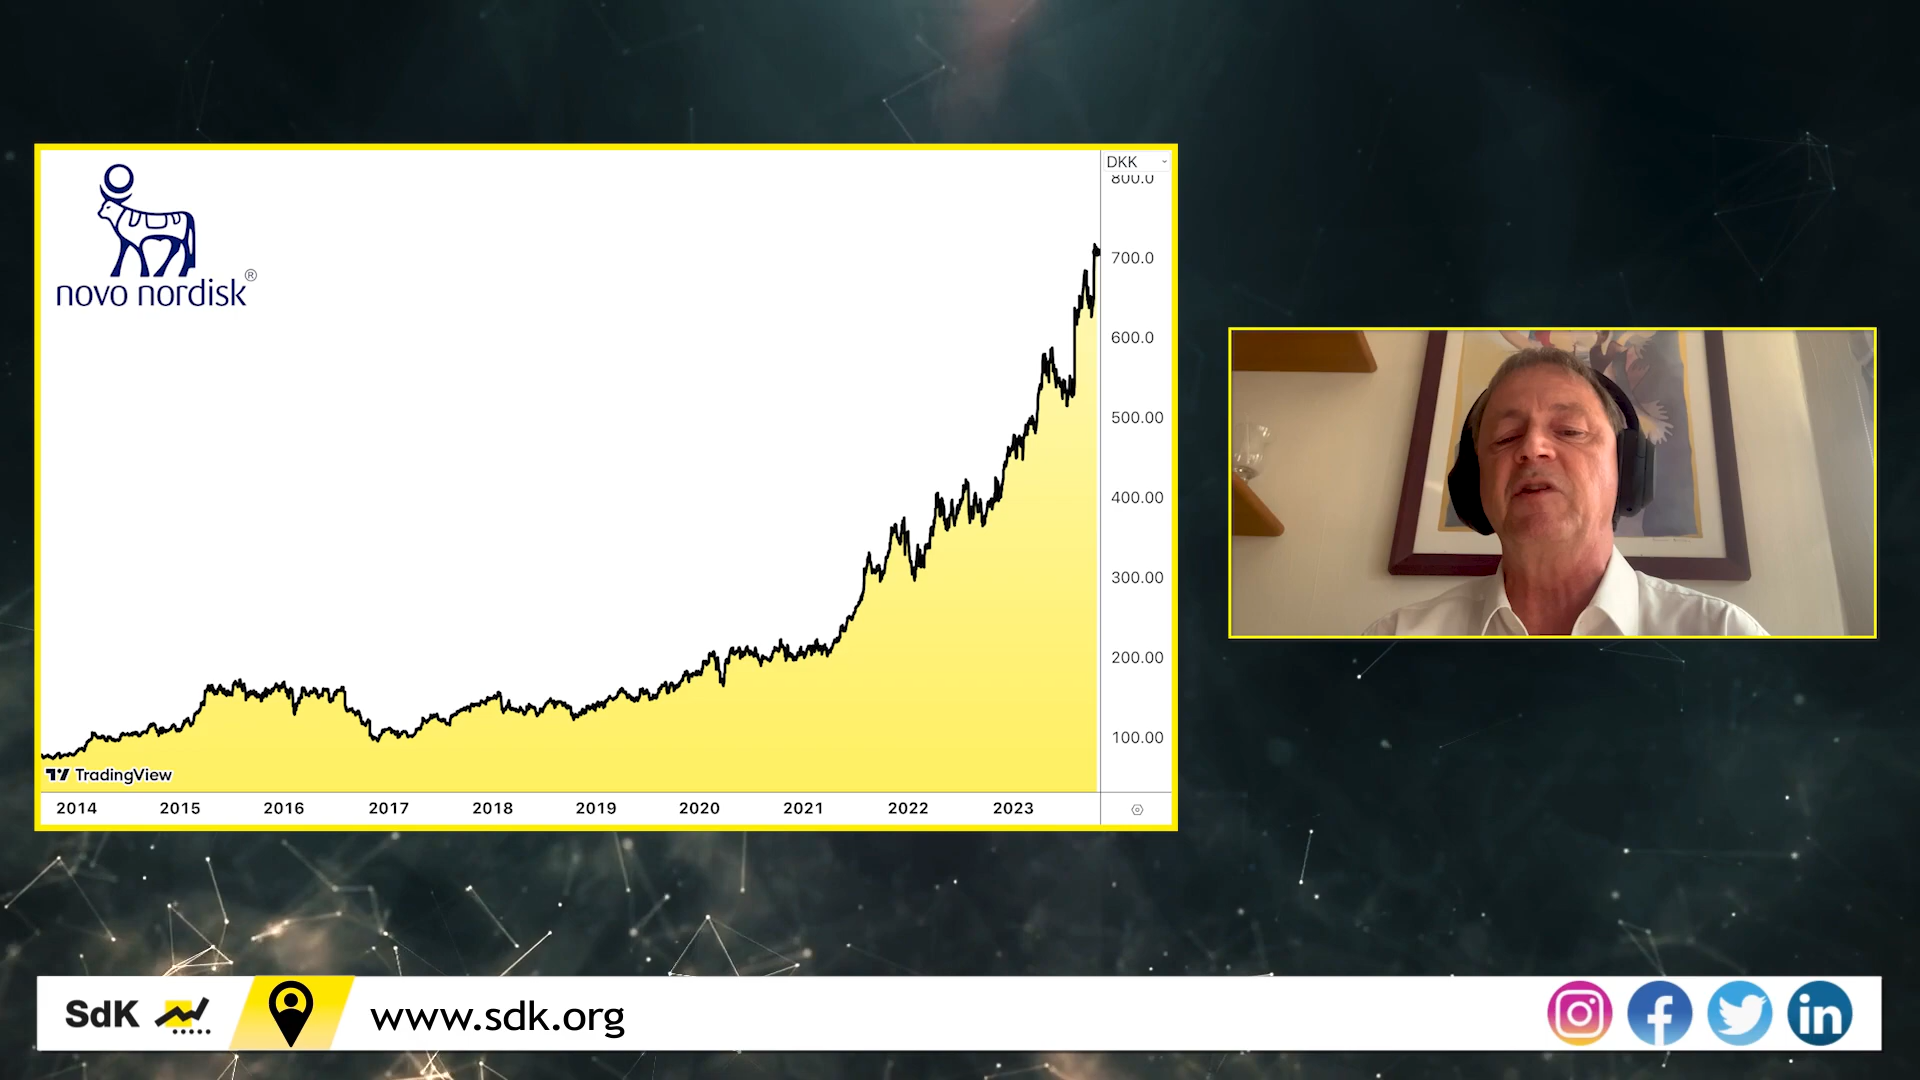 novo nordisk®
DKK
800.0
700.0
600.0
500.00
400.00
300.00
200.00
100.00
TradingView
2014 2015 2016 2017 2018 2019 2020 2021 2022 2023
SdK
www.sdk.org